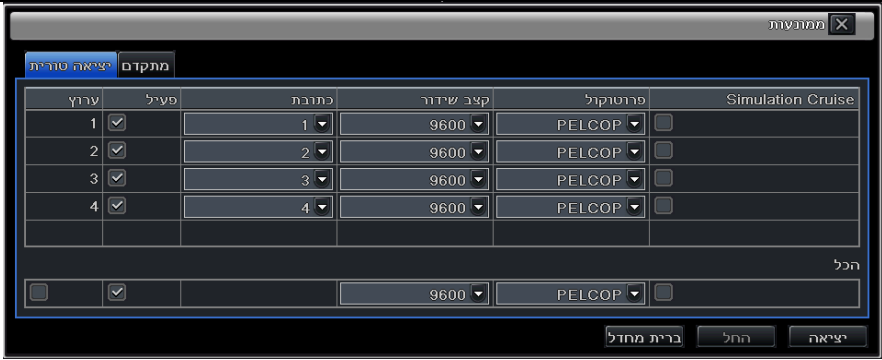 ממונעות
יציאה טורית מתקדם
ערוץ פעיל כתובת קצב שידור פרוטוקול Simulation Cruise
1 1 9600 PELCOP
2 2 9600 PELCOP
3 3 9600 PELCOP
4 4 9600 PELCOP
הכל
9600 PELCOP
ברית מחדל החל יציאה